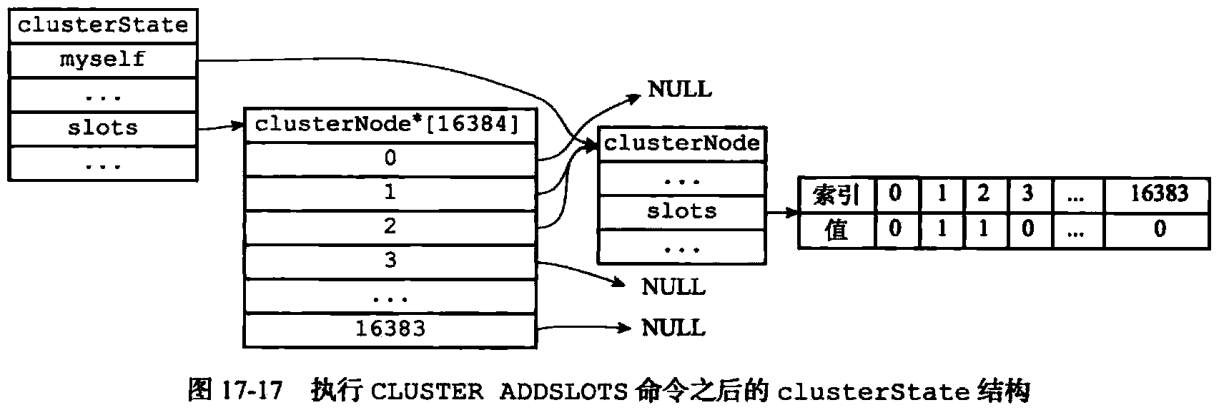 clusterState
myself
...
slots
...
clusterNode*[16384]
0
1
2
3
...
16383
NULL
clusterNode
...
slots
...
NULL
NULL
索引 0 1 2 3 ... 16383
值 0 1 1 0 ... 0
图 17-17 执行 CLUSTER ADDSLOTS 命令之后的 clusterState 结构